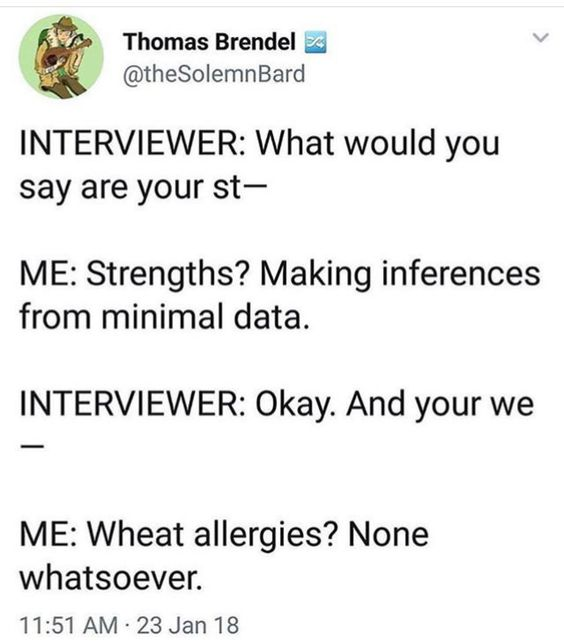 Thomas Brendel 🔀
@theSolemnBard
INTERVIEWER: What would you
say are your st—
ME: Strengths? Making inferences
from minimal data.
INTERVIEWER: Okay. And your we
—
ME: Wheat allergies? None
whatsoever.
11:51 AM · 23 Jan 18